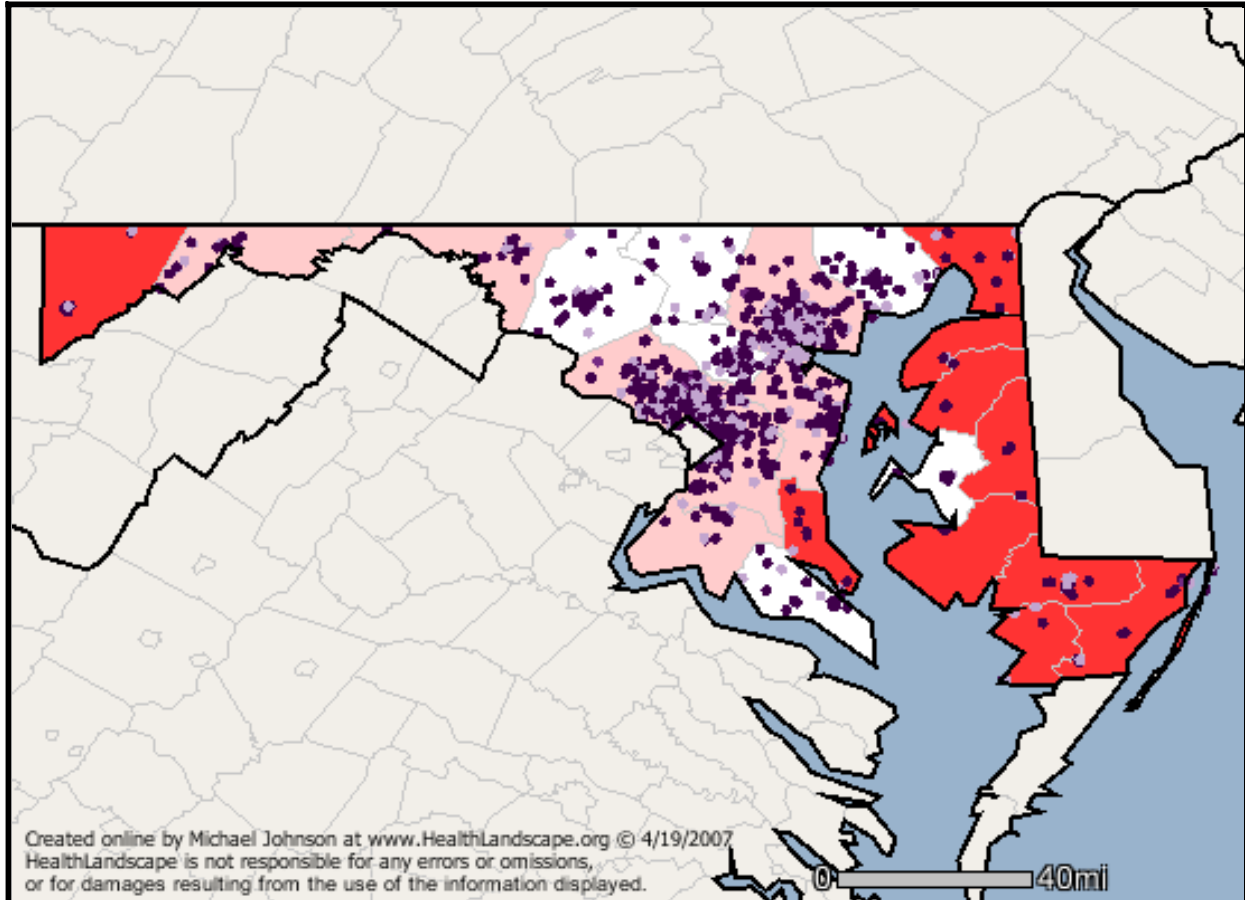 Created online by Michael Johnson at www.HealthLandscape.org © 4/19/2007
HealthLandscape is not responsible for any errors or omissions,
or for damages resulting from the use of the information displayed.
0 40mi